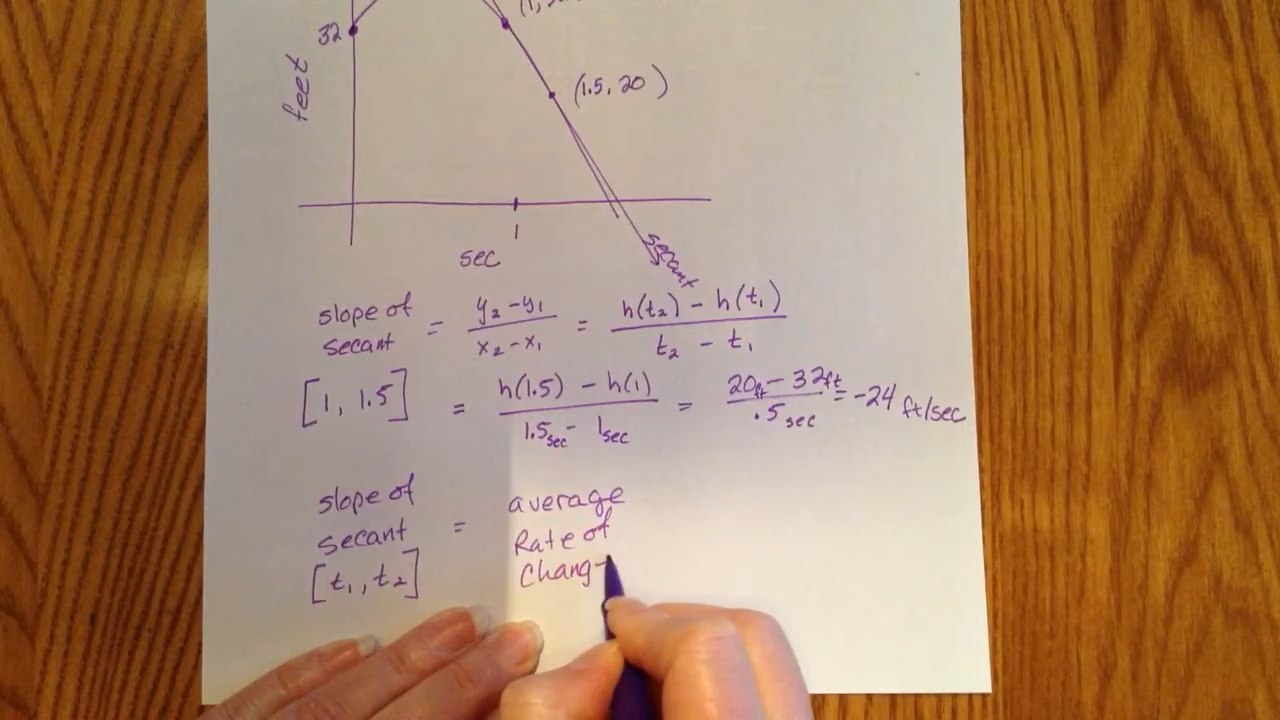 32
feet
(1.5, 20 )
1
sec
secant
slope of secant = y₂ - y₁ / x₂ - x₁ = h(t₂) - h(t₁) / t₂ - t₁
[1, 1.5] = h(1.5) - h(1) / 1.5sec - 1sec = 20ft - 32ft / .5sec = -24 ft/sec
slope of
secant = average
[t₁, t₂] Rate of
Chang